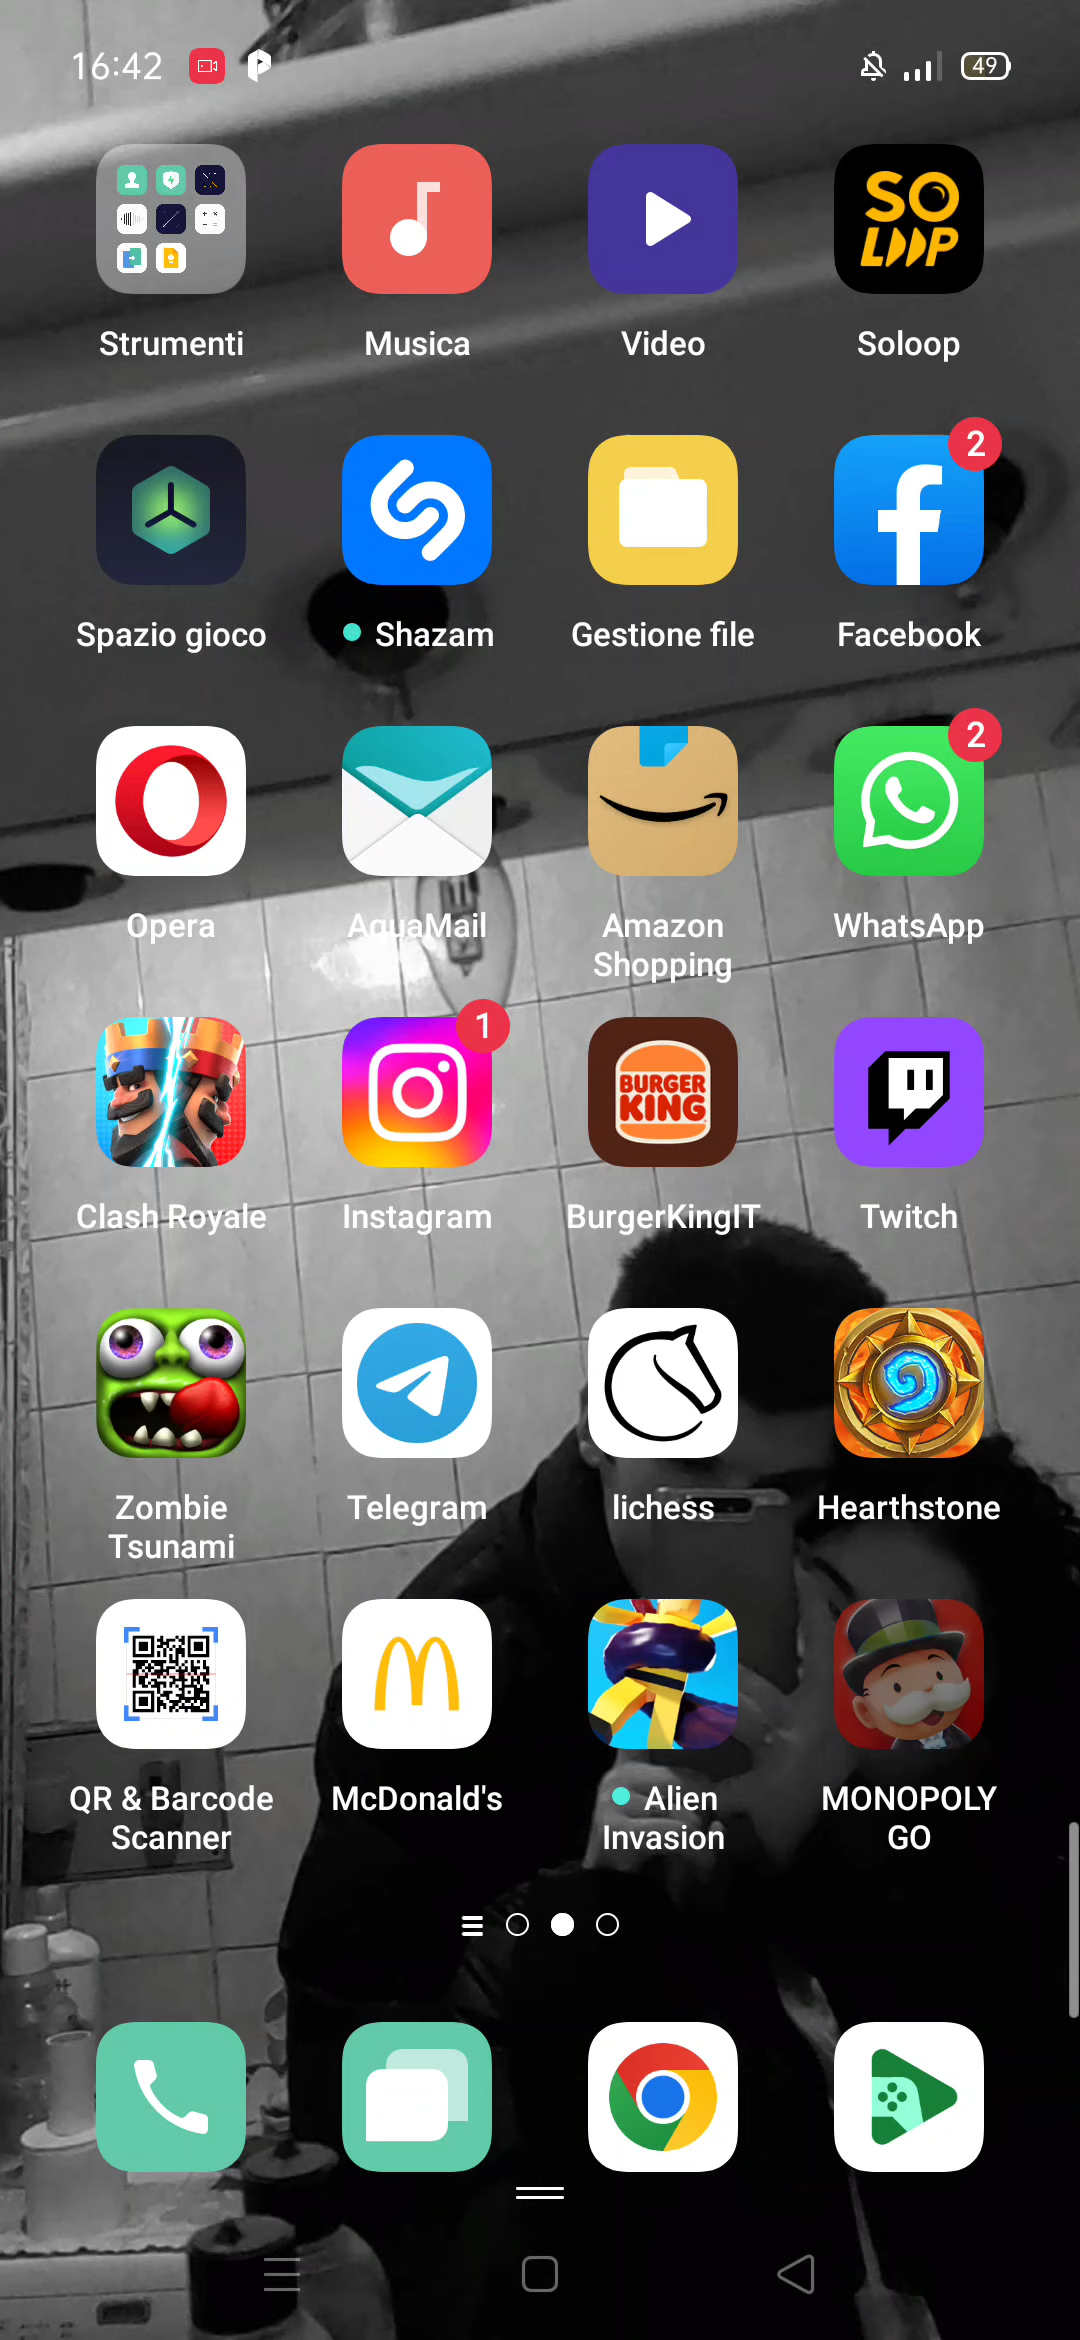 16:42
49
SO
LOOP
Strumenti
Musica
Video
Soloop
2
Spazio gioco
Shazam
Gestione file
Facebook
2
Opera
AquaMail
Amazon
Shopping
WhatsApp
1
BURGER
KING
Clash Royale
Instagram
BurgerKingIT
Twitch
Zombie
Tsunami
Telegram
lichess
Hearthstone
QR & Barcode
Scanner
McDonald's
Alien
Invasion
MONOPOLY
GO